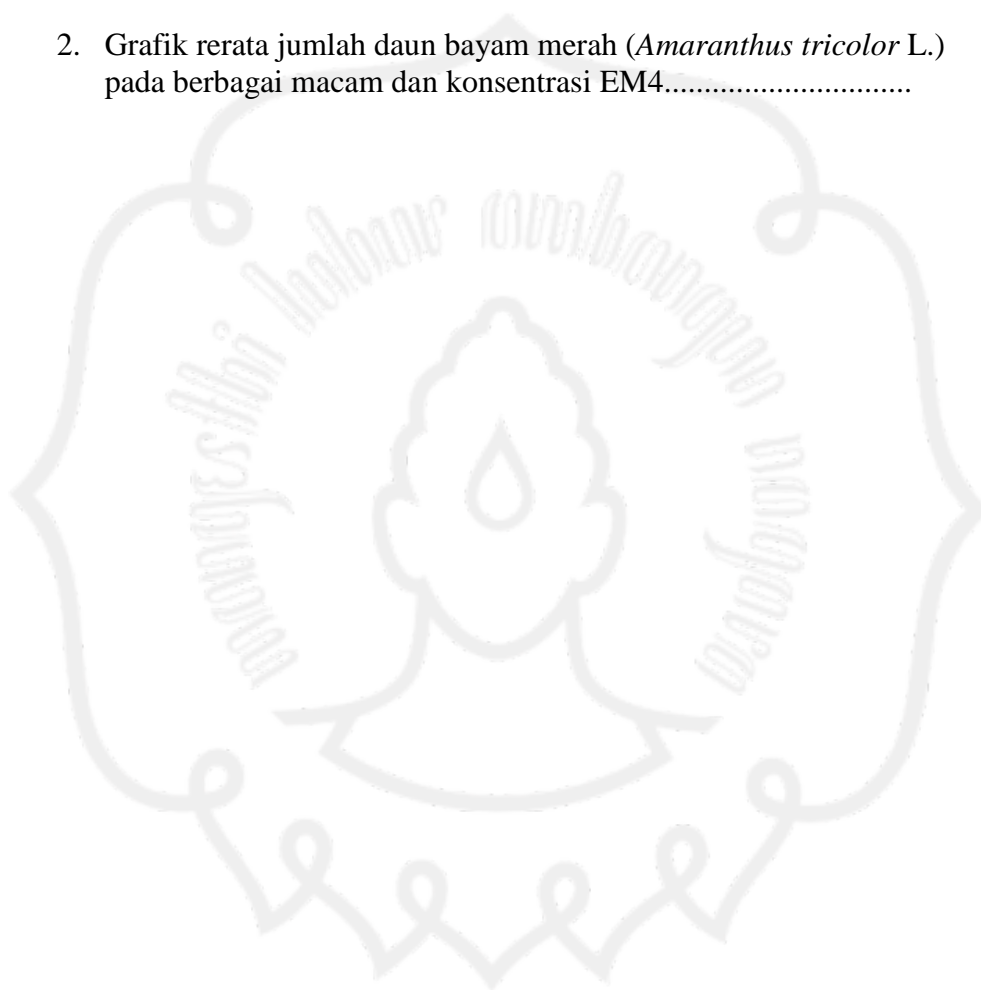 2. Grafik rerata jumlah daun bayam merah (Amaranthus tricolor L.)
pada berbagai macam dan konsentrasi EM4...............................